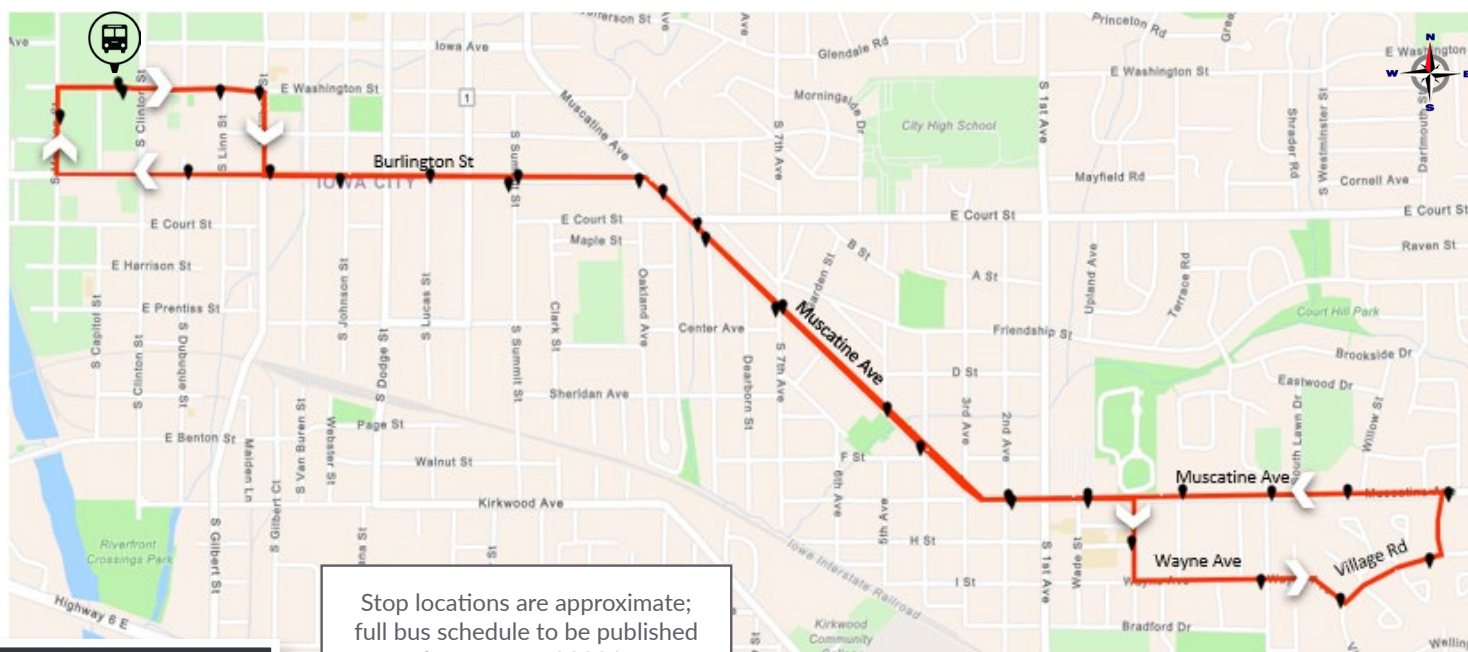 Iowa Ave
Glendale Rd
Princeton Rd
N
W
E
S
E Washington St
E Washington St
S Clinton St
S Linn St
1
Muscatine Ave
Morningside Dr
City High School
S 7th Ave
S 1st Ave
Shrader Rd
S Westminster St
Burlington St
IOWA CITY
Mayfield Rd
Cornell Ave
E Court St
E Court St
E Court St
E Court St
Maple St
B St
Raven St
E Harrison St
A St
Upland Ave
Terrace Rd
E Prentiss St
S Capitol St
S Clinton St
S Dubuque St
S Johnson St
S Dodge St
S Lucas St
S Summit St
Clark St
Oakland Ave
Center Ave
Dearborn St
S 7th Ave
Muscatine Ave
Friendship St
Court Hill Park
Brookside Dr
D St
Eastwood Dr
Sheridan Ave
3rd Ave
2nd Ave
Willow St
Page St
E Benton St
Maiden Ln
S Van Buren St
Webster St
Walnut St
F St
6th Ave
Muscatine Ave
Kirkwood Ave
S Gilbert St
S Gilbert Ct
H St
S 1st Ave
Wade St
Wayne Ave
Village Rd
Riverfront
Crossings Park
Iowa Interstate Railroad
I St
Highway 6 E
Bradford Dr
Kirkwood
Community
Stop locations are approximate;
full bus schedule to be published